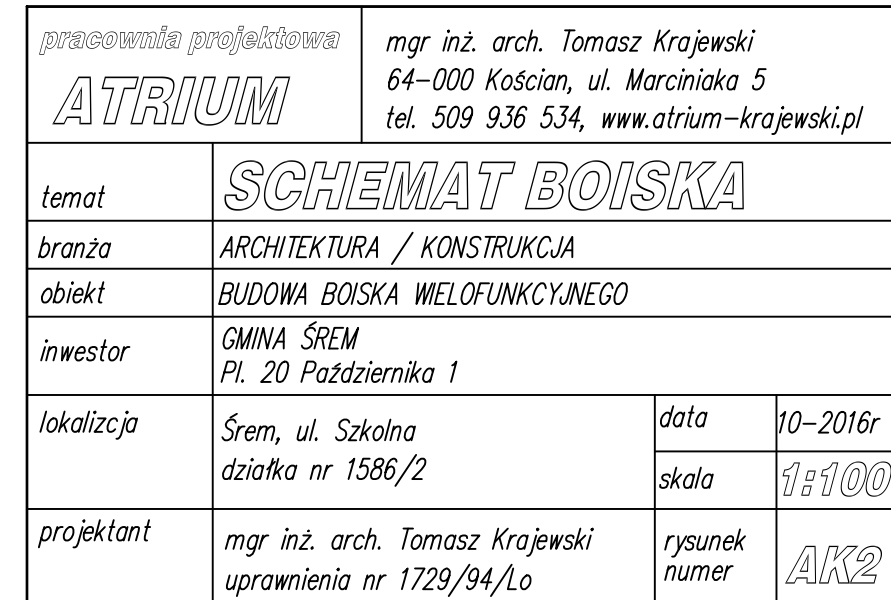 pracownia projektowa
ATRIUM
mgr inż. arch. Tomasz Krajewski
64-000 Kościan, ul. Marciniaka 5
tel. 509 936 534, www.atrium-krajewski.pl
temat
SCHEMAT BOISKA
branża
ARCHITEKTURA / KONSTRUKCJA
obiekt
BUDOWA BOISKA WIELOFUNKCYJNEGO
inwestor
GMINA ŚREM
Pl. 20 Października 1
lokalizcja
Śrem, ul. Szkolna
działka nr 1586/2
data
10-2016r
skala
1:100
projektant
mgr inż. arch. Tomasz Krajewski
uprawnienia nr 1729/94/Lo
rysunek
numer
AK2